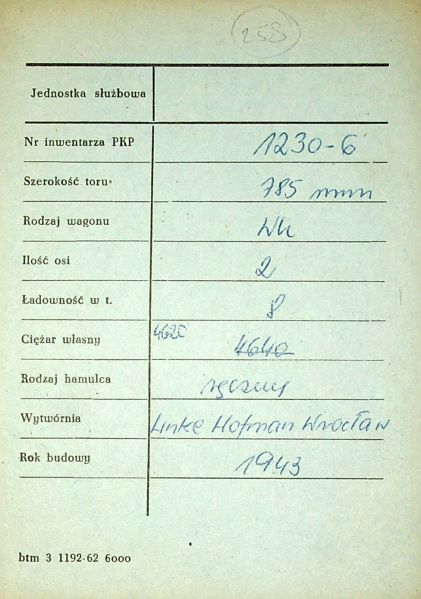 258
Jednostka służbowa
Nr inwentarza PKP 1230-6
Szerokość toru 785 mm
Rodzaj wagonu Wh
Ilość osi 2
Ładowność w t. 8
Ciężar własny 4620 4640
Rodzaj hamulca ręczny
Wytwórnia Linke Hofman Wrocław
Rok budowy 1943
btm 3 1192-62 6000